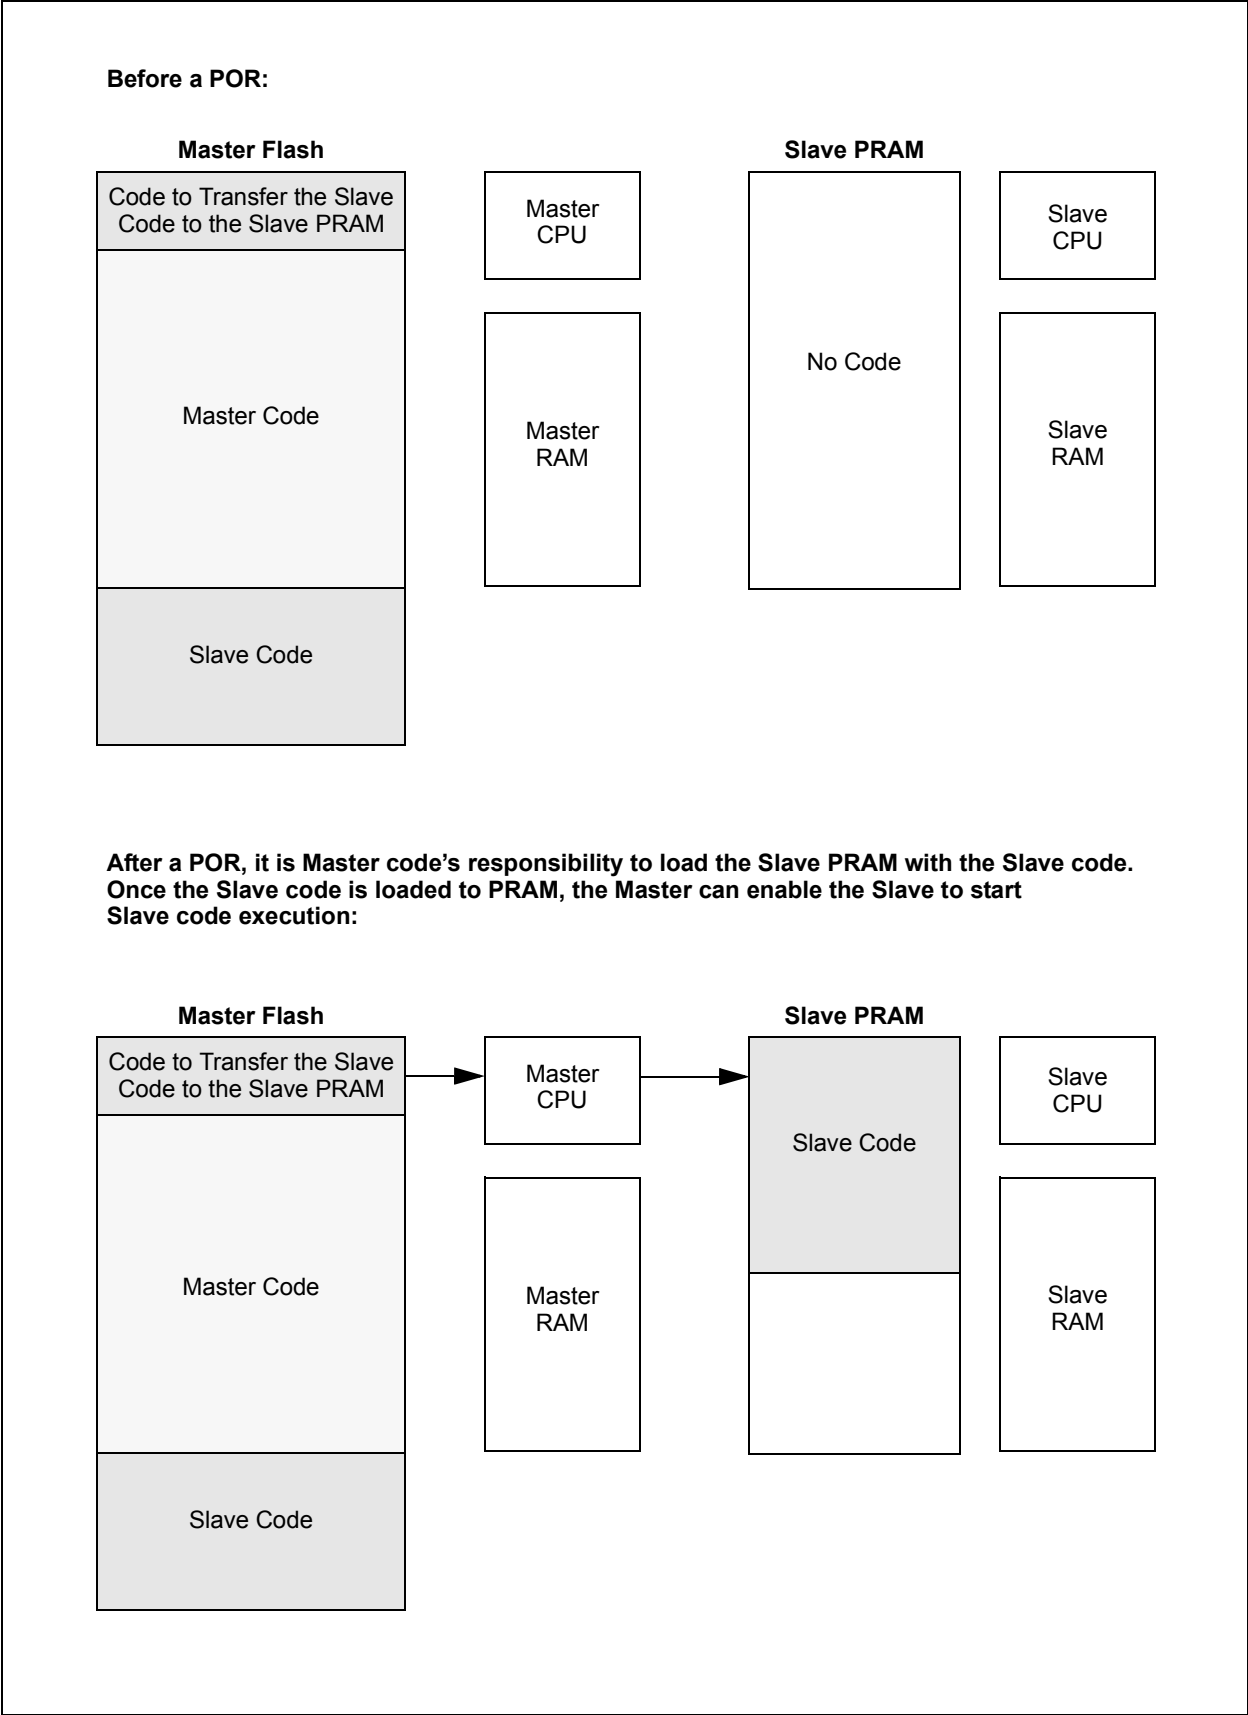 Before a POR:
Master Flash
Slave PRAM
Code to Transfer the Slave
Code to the Slave PRAM
Master
CPU
Slave
CPU
No Code
Master Code
Master
RAM
Slave
RAM
Slave Code
After a POR, it is Master code’s responsibility to load the Slave PRAM with the Slave code.
Once the Slave code is loaded to PRAM, the Master can enable the Slave to start
Slave code execution:
Master Flash
Slave PRAM
Code to Transfer the Slave
Code to the Slave PRAM
Master
CPU
Slave Code
Slave
CPU
Master Code
Master
RAM
Slave
RAM
Slave Code